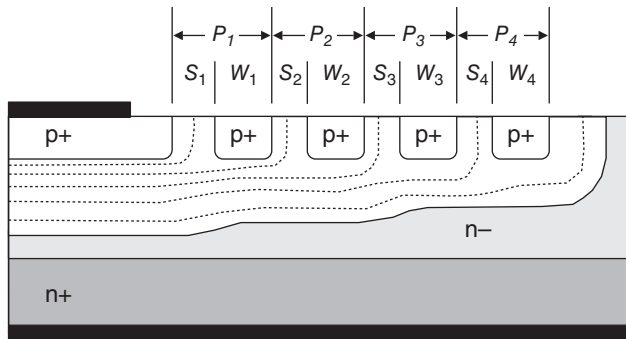 P1 P2 P3 P4
S1 W1 S2 W2 S3 W3 S4 W4
p+ p+ p+ p+ p+
n–
n+